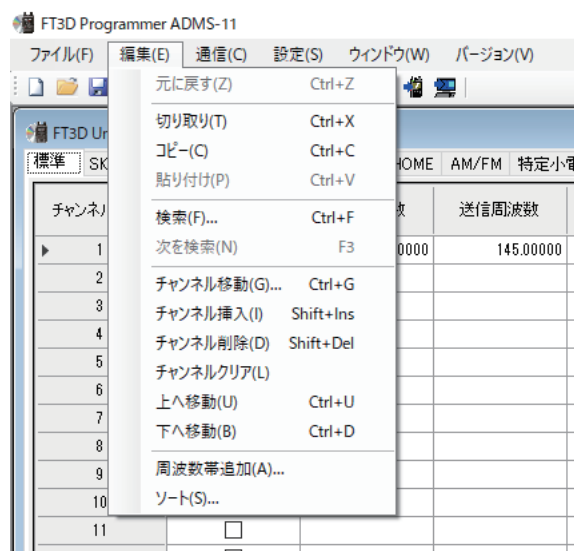 FT3D Programmer ADMS-11
ファイル(F) 編集(E) 通信(C) 設定(S) ウィンドウ(W) バージョン(V)
元に戻す(Z) Ctrl+Z
切り取り(T) Ctrl+X
コピー(C) Ctrl+C
貼り付け(P) Ctrl+V
検索(F)... Ctrl+F
次を検索(N) F3
チャンネル移動(G)... Ctrl+G
チャンネル挿入(I) Shift+Ins
チャンネル削除(D) Shift+Del
チャンネルクリア(L)
上へ移動(U) Ctrl+U
下へ移動(B) Ctrl+D
周波数帯追加(A)...
ソート(S)...
FT3D
標準 SK HOME AM/FM 特定小
チャンネル 送信周波数
1 0000 145.00000
2
3
4
5
6
7
8
9
10
11